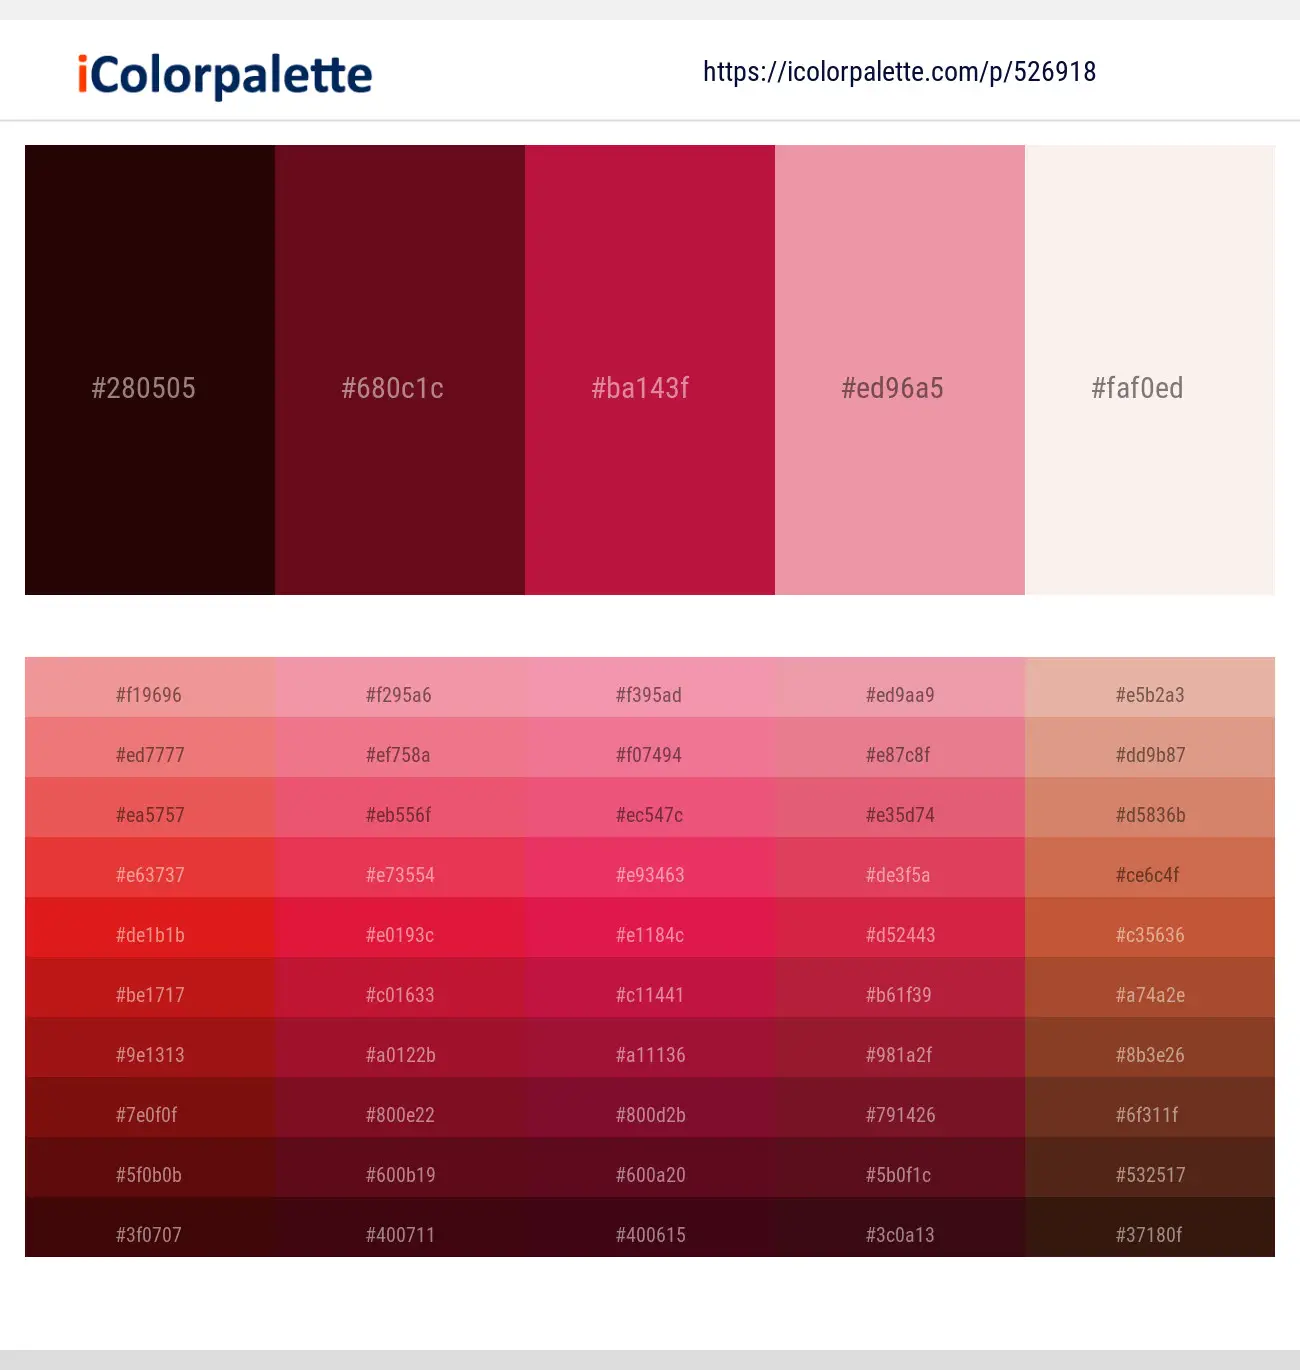 iColorpalette
https://icolorpalette.com/p/526918
#280505 #680c1c #ba143f #ed96a5 #faf0ed
#f19696 #f295a6 #f395ad #ed9aa9 #e5b2a3
#ed7777 #ef758a #f07494 #e87c8f #dd9b87
#ea5757 #eb556f #ec547c #e35d74 #d5836b
#e63737 #e73554 #e93463 #de3f5a #ce6c4f
#de1b1b #e0193c #e1184c #d52443 #c35636
#be1717 #c01633 #c11441 #b61f39 #a74a2e
#9e1313 #a0122b #a11136 #981a2f #8b3e26
#7e0f0f #800e22 #800d2b #791426 #6f311f
#5f0b0b #600b19 #600a20 #5b0f1c #532517
#3f0707 #400711 #400615 #3c0a13 #37180f